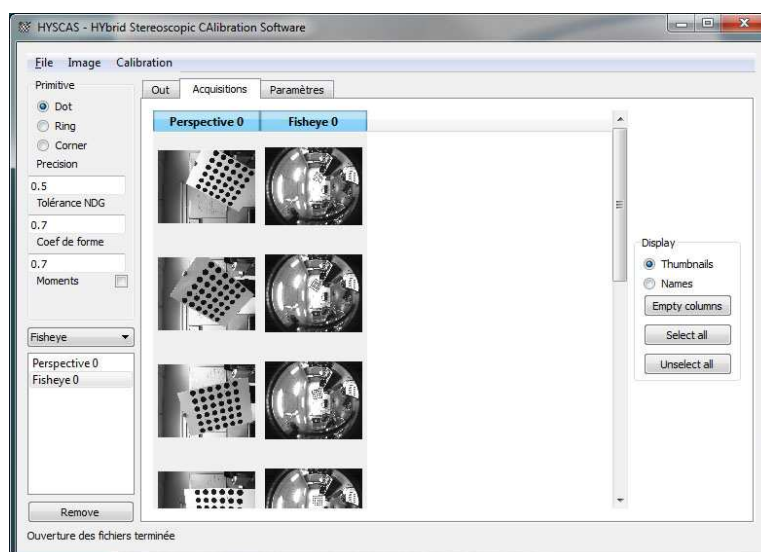 HYSCAS - HYbrid Stereoscopic CAlibration Software
File Image Calibration
Primitive
Dot
Ring
Corner
Precision
0.5
Tolérance NDG
0.7
Coef de forme
0.7
Moments
Fisheye
Perspective 0
Fisheye 0
Remove
Out Acquisitions Paramètres
Perspective 0 Fisheye 0
Display
Thumbnails
Names
Empty columns
Select all
Unselect all
Ouverture des fichiers terminée